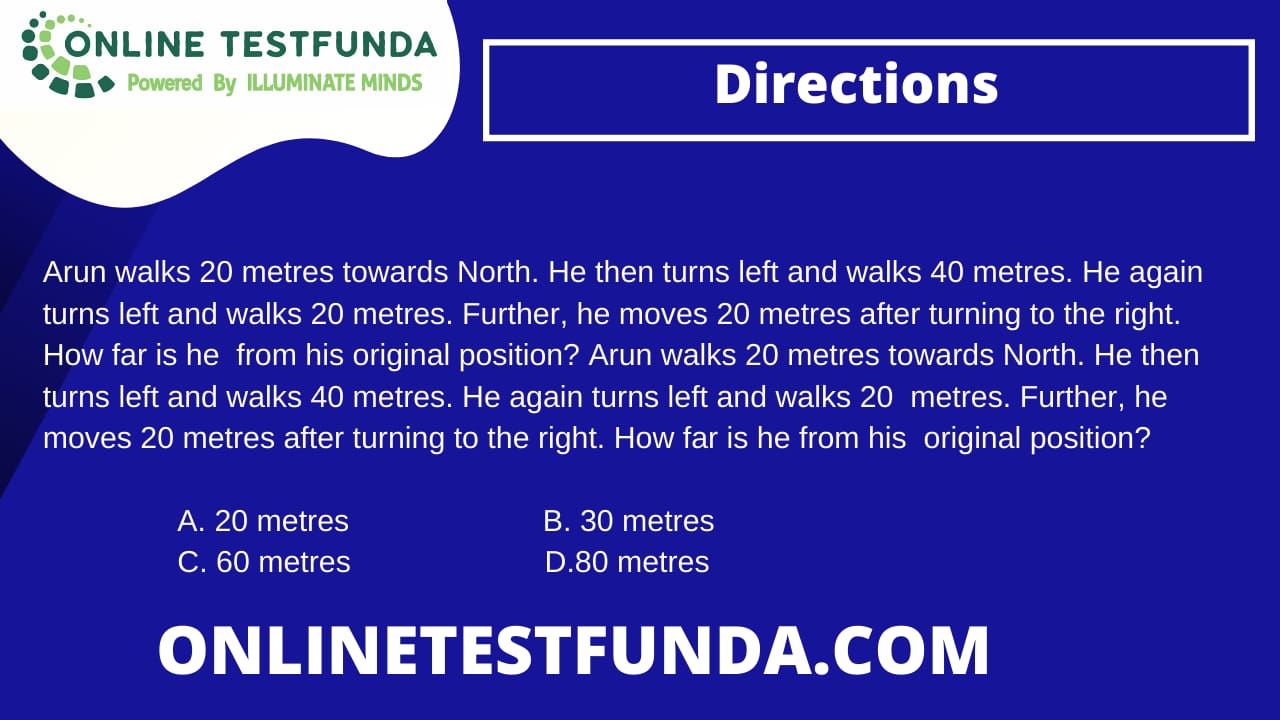 ONLINE TESTFUNDA
Powered By ILLUMINATE MINDS
Directions
Arun walks 20 metres towards North. He then turns left and walks 40 metres. He again
turns left and walks 20 metres. Further, he moves 20 metres after turning to the right.
How far is he  from his original position? Arun walks 20 metres towards North. He then
turns left and walks 40 metres. He again turns left and walks 20  metres. Further, he
moves 20 metres after turning to the right. How far is he from his  original position?
A. 20 metres B. 30 metres
C. 60 metres D.80 metres
ONLINETESTFUNDA.COM